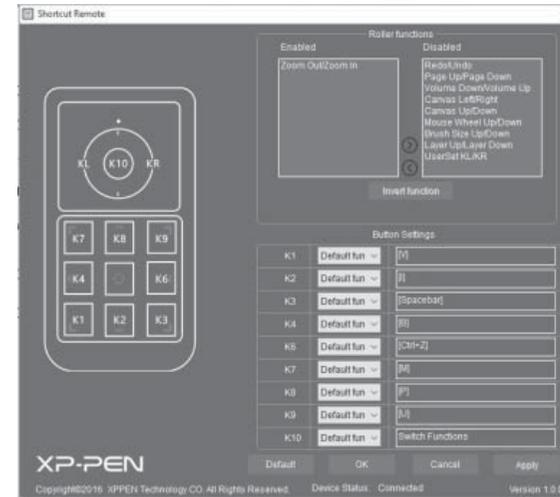 Shortcut Remote
Roller functions
Enabled
Disabled
Zoom Out/Zoom In
Redo/Undo
Page Up/Page Down
Volume Down/Volume Up
Canvas Left/Right
Canvas Up/Down
Mouse Wheel Up/Down
Brush Size Up/Down
Layer Up/Layer Down
UserSet KL/KR
Invert function
KL K10 KR
K7 K8 K9
K4 K6
K1 K2 K3
Button Settings
K1 Default fun [V]
K2 Default fun [I]
K3 Default fun [Spacebar]
K4 Default fun [B]
K6 Default fun [Ctrl+Z]
K7 Default fun [M]
K8 Default fun [P]
K9 Default fun [U]
K10 Default fun Switch Functions
XP-PEN
Default OK Cancel Apply
Copyright©2016 XPPEN Technology CO. All Rights Reserved. Device Status: Connected Version 1.0